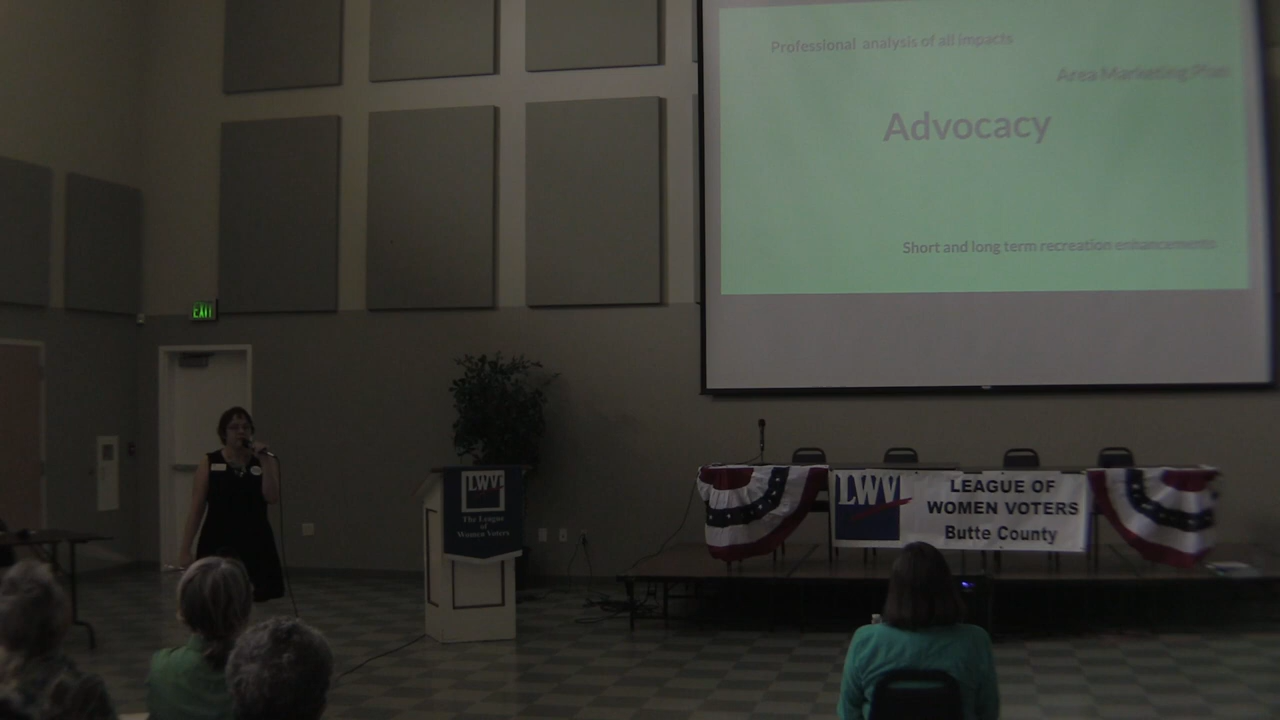 Professional analysis of all impacts
Area Marketing Plan
Advocacy
Short and long term recreation enhancements
EXIT
LWV
The League
of Women Voters
LWV
LEAGUE OF
WOMEN VOTERS
Butte County